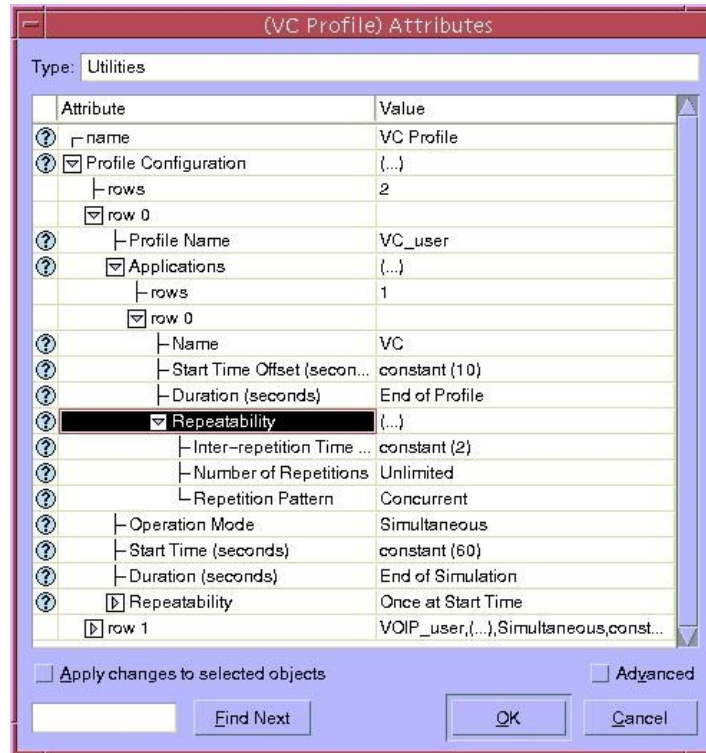 (VC Profile) Attributes
Type: Utilities
Attribute Value
? name VC Profile
? Profile Configuration (...)
rows 2
row 0
? Profile Name VC_user
? Applications (...)
rows 1
row 0
? Name VC
? Start Time Offset (secon... constant (10)
? Duration (seconds) End of Profile
? Repeatability (...)
? Inter-repetition Time ... constant (2)
? Number of Repetitions Unlimited
? Repetition Pattern Concurrent
? Operation Mode Simultaneous
? Start Time (seconds) constant (60)
? Duration (seconds) End of Simulation
? Repeatability Once at Start Time
row 1 VOIP_user,(...),Simultaneous,const...
Apply changes to selected objects Advanced
Find Next OK Cancel